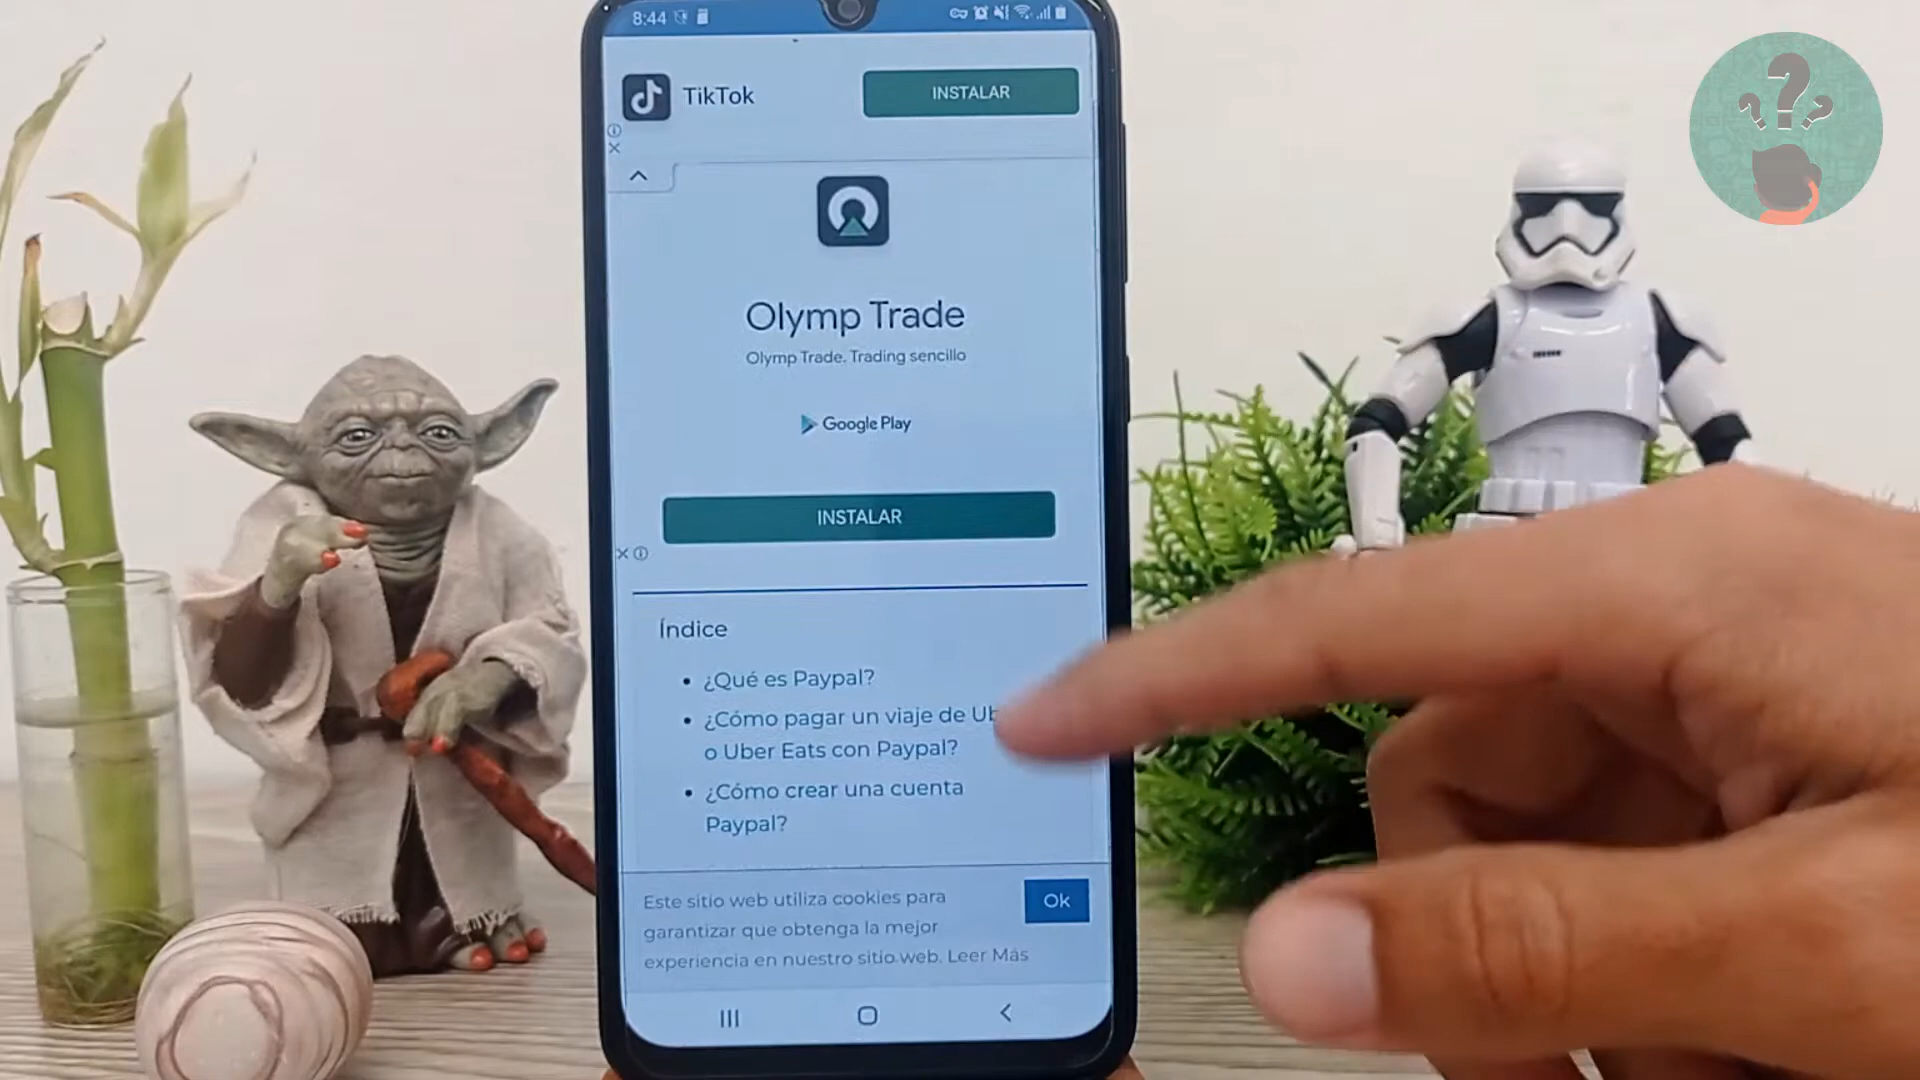 8:44
TikTok
INSTALAR
Olymp Trade
Olymp Trade. Trading sencillo
Google Play
INSTALAR
Índice
¿Qué es Paypal?
¿Cómo pagar un viaje de Ub
o Uber Eats con Paypal?
¿Cómo crear una cuenta
Paypal?
Este sitio web utiliza cookies para
garantizar que obtenga la mejor
experiencia en nuestro sitio web. Leer Más
Ok